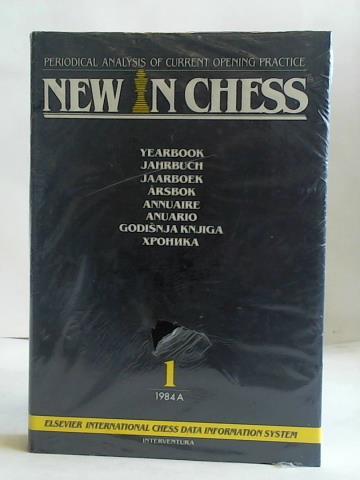 PERIODICAL ANALYSIS OF CURRENT OPENING PRACTICE
NEW IN CHESS
YEARBOOK
JAHRBUCH
JAARBOEK
ÅRSBOK
ANNUAIRE
ANUARIO
GODIŠNJA KNJIGA
ХРОНИКА
1
1984 A
ELSEVIER INTERNATIONAL CHESS DATA INFORMATION SYSTEM
INTERVENTURA